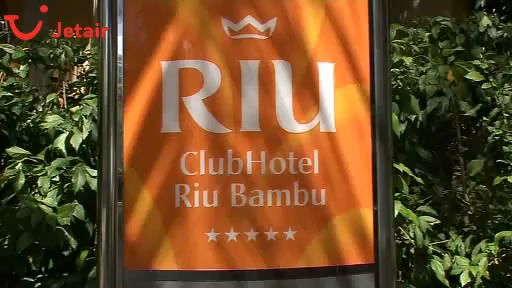 Jetair
RIU
ClubHotel
Riu Bambu
★★★★★